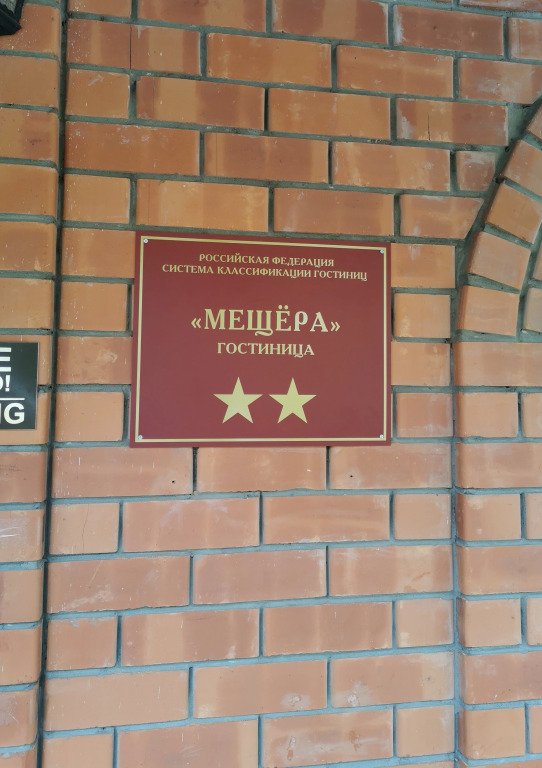 РОССИЙСКАЯ ФЕДЕРАЦИЯ
СИСТЕМА КЛАССИФИКАЦИИ ГОСТИНИЦ
«МЕЩЁРА»
ГОСТИНИЦА